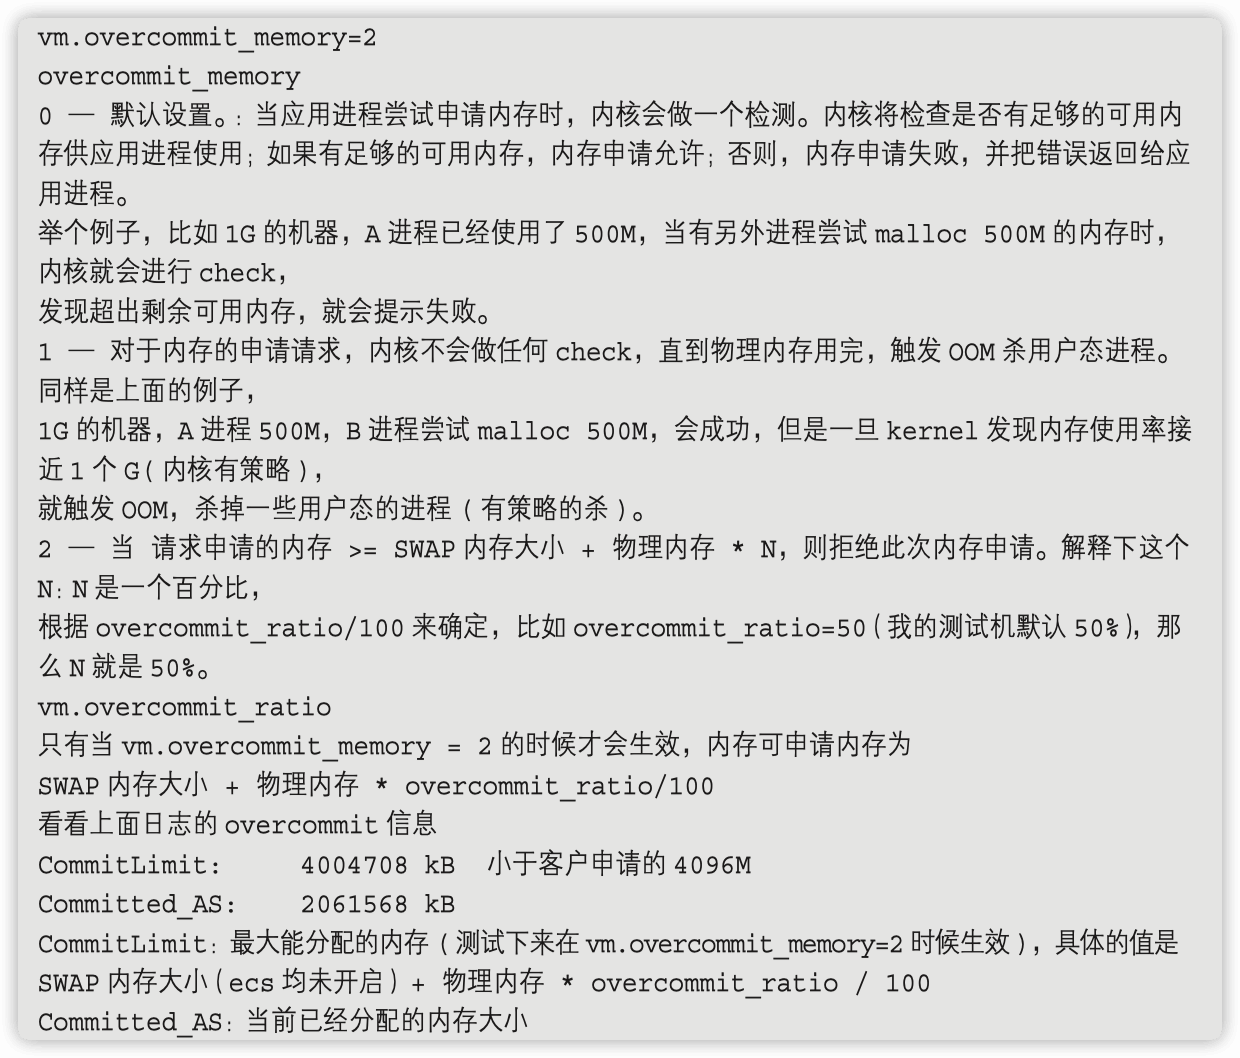 vm.overcommit_memory=2
overcommit_memory
0 — 默认设置。: 当应用进程尝试申请内存时，内核会做一个检测。内核将检查是否有足够的可用内
存供应用进程使用; 如果有足够的可用内存，内存申请允许; 否则，内存申请失败，并把错误返回给应
用进程。
举个例子，比如 1G 的机器，A 进程已经使用了 500M，当有另外进程尝试 malloc 500M 的内存时，
内核就会进行 check，
发现超出剩余可用内存，就会提示失败。
1 — 对于内存的申请请求，内核不会做任何 check，直到物理内存用完，触发 OOM 杀用户态进程。
同样是上面的例子，
1G 的机器，A 进程 500M，B 进程尝试 malloc 500M，会成功，但是一旦 kernel 发现内存使用率接
近 1 个 G( 内核有策略 )，
就触发 OOM，杀掉一些用户态的进程 ( 有策略的杀 )。
2 — 当 请求申请的内存 >= SWAP 内存大小 + 物理内存 * N，则拒绝此次内存申请。解释下这个
N: N 是一个百分比，
根据 overcommit_ratio/100 来确定，比如 overcommit_ratio=50 ( 我的测试机默认 50% )，那
么 N 就是 50%。
vm.overcommit_ratio
只有当 vm.overcommit_memory = 2 的时候才会生效，内存可申请内存为
SWAP 内存大小 + 物理内存 * overcommit_ratio/100
看看上面日志的 overcommit 信息
CommitLimit: 4004708 kB 小于客户申请的 4096M
Committed_AS: 2061568 kB
CommitLimit: 最大能分配的内存 ( 测试下来在 vm.overcommit_memory=2 时候生效 )，具体的值是
SWAP 内存大小 ( ecs 均未开启 ) + 物理内存 * overcommit_ratio / 100
Committed_AS: 当前已经分配的内存大小